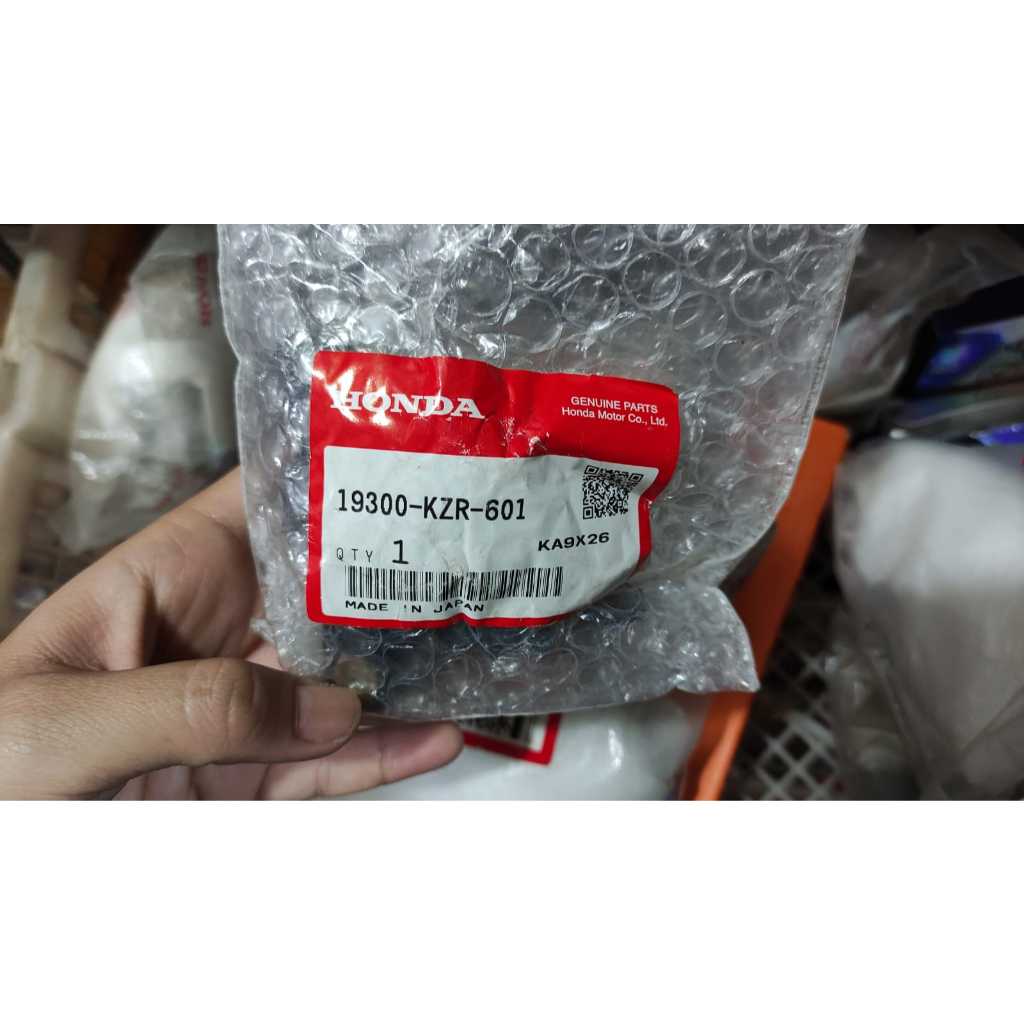 HONDA
GENUINE PARTS
Honda Motor Co., Ltd.
19300-KZR-601
QTY 1
KA9X26
MADE IN JAPAN